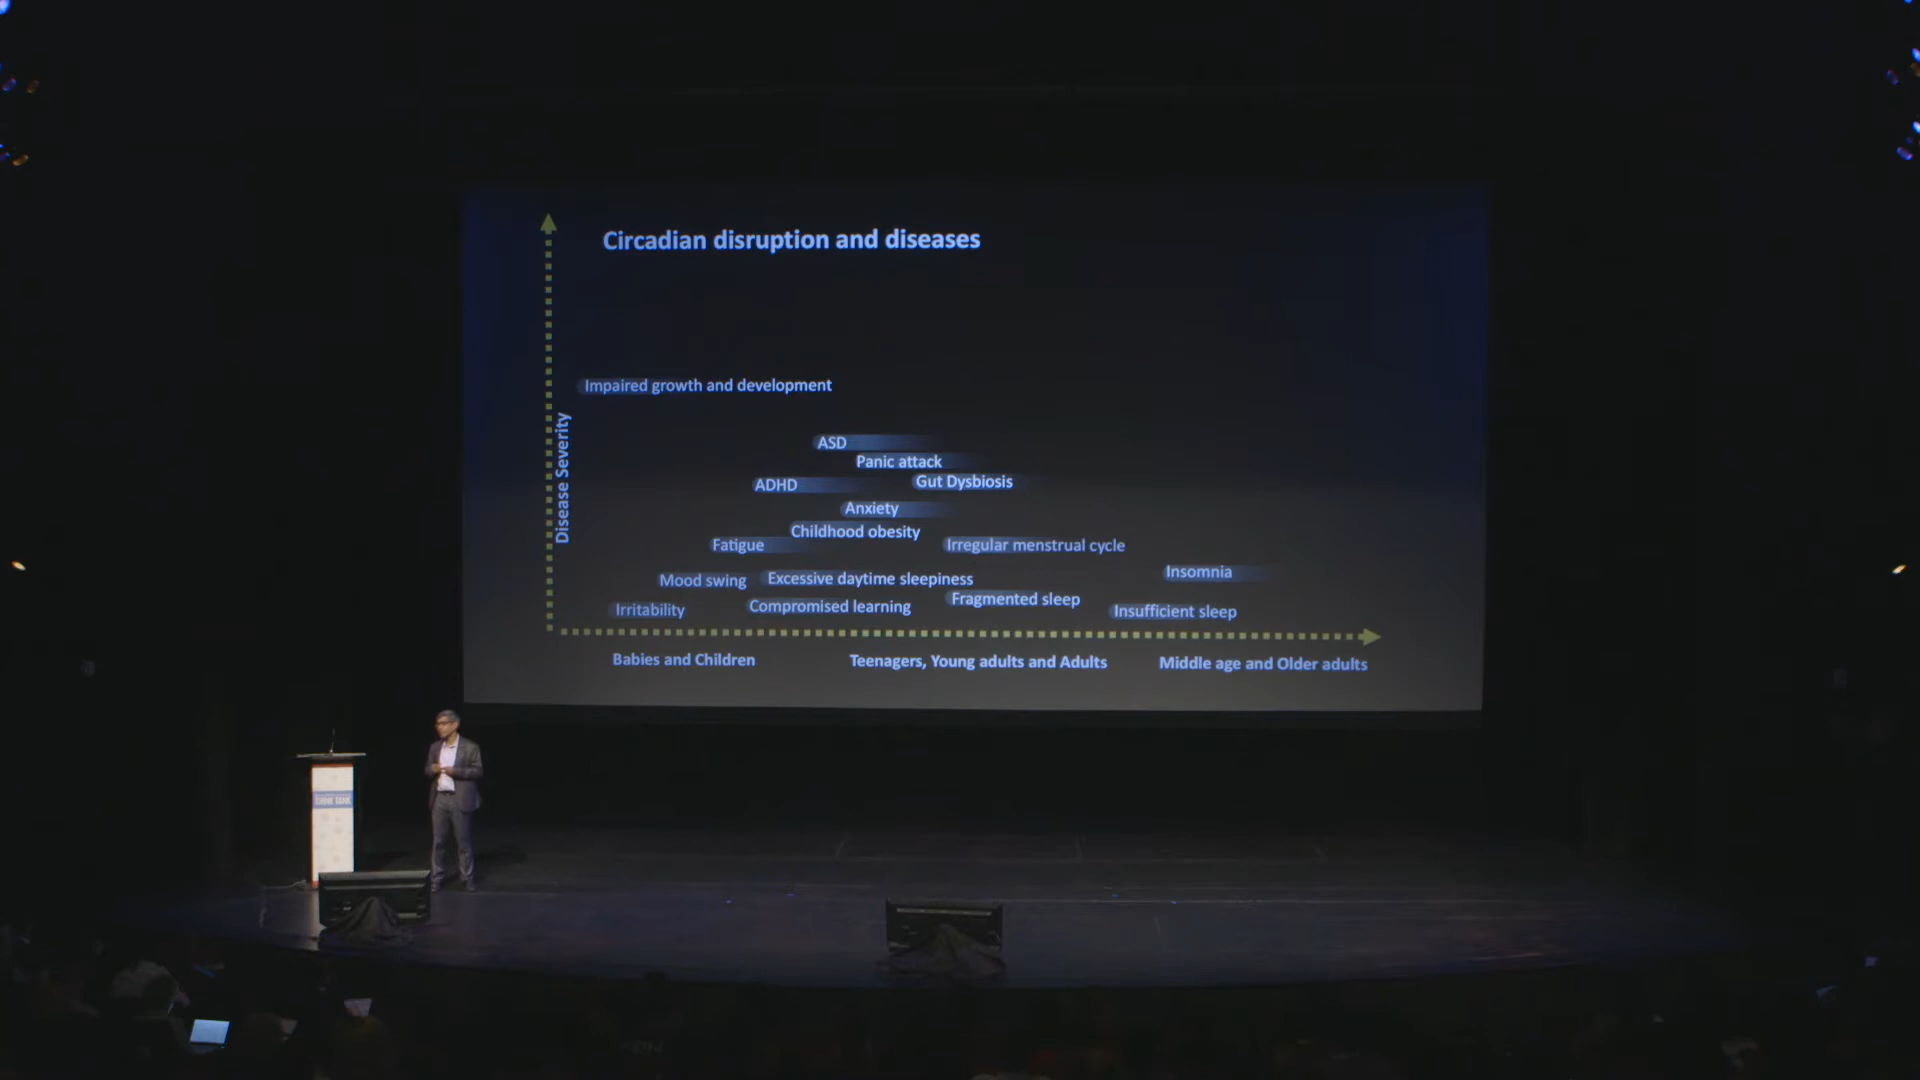 Circadian disruption and diseases
Disease Severity
Impaired growth and development
ASD
Panic attack
ADHD
Gut Dysbiosis
Anxiety
Childhood obesity
Fatigue
Irregular menstrual cycle
Insomnia
Mood swing
Excessive daytime sleepiness
Fragmented sleep
Irritability
Compromised learning
Insufficient sleep
Babies and Children
Teenagers, Young adults and Adults
Middle age and Older adults
THINK TANK